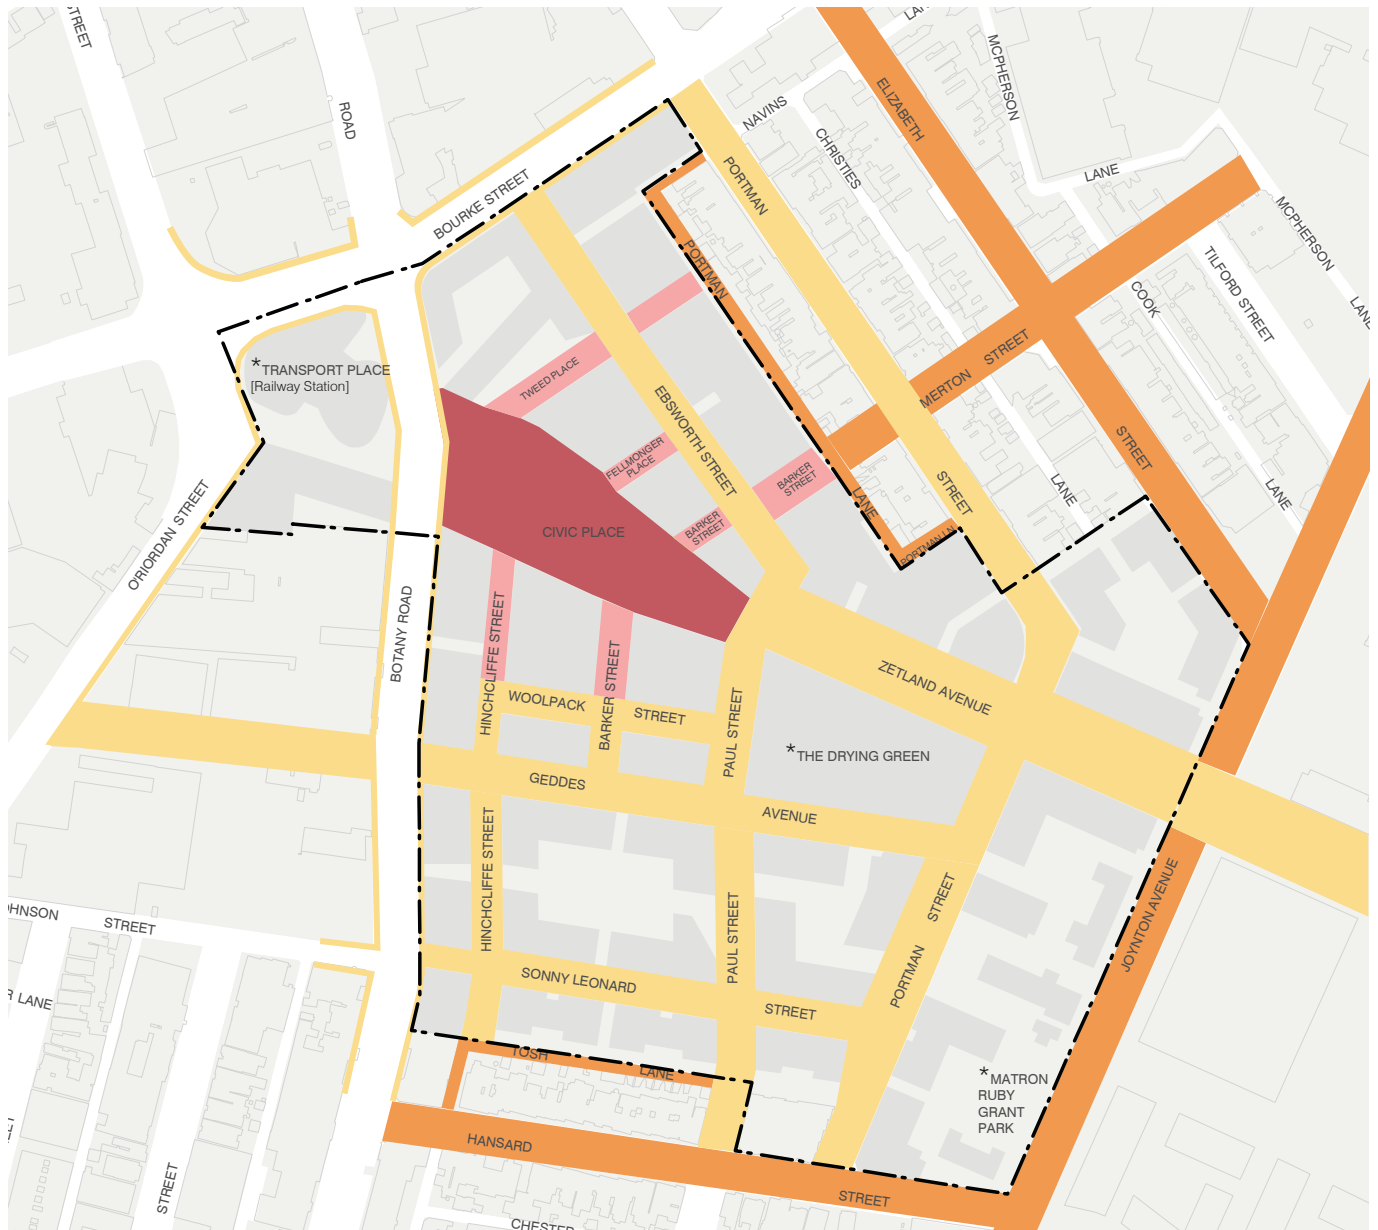 STREET
ROAD
BOURKE STREET
NAVINS
LA
MCPHERSON
LANE
ELIZABETH
CHRISTIES
PORTMAN
MCPHERSON
LANE
TILFORD STREET
COOK
LANE
STREET
MERTON STREET
LANE
STREET
PORTMAN
LANE
PORTMAN LN
*TRANSPORT PLACE
[Railway Station]
TWEED PLACE
EBSWORTH STREET
FELLMONGER
PLACE
BARKER
STREET
BARKER
STREET
CIVIC PLACE
O'RIORDAN STREET
BOTANY ROAD
HINCHCLIFFE STREET
BARKER STREET
WOOLPACK STREET
PAUL STREET
ZETLAND AVENUE
*THE DRYING GREEN
GEDDES AVENUE
HINCHCLIFFE STREET
PAUL STREET
PORTMAN STREET
JOYNTON AVENUE
OHNSON STREET
R LANE
SONNY LEONARD STREET
TOSH LANE
*MATRON
RUBY
GRANT
PARK
HANSARD STREET
STREET
CHESTER